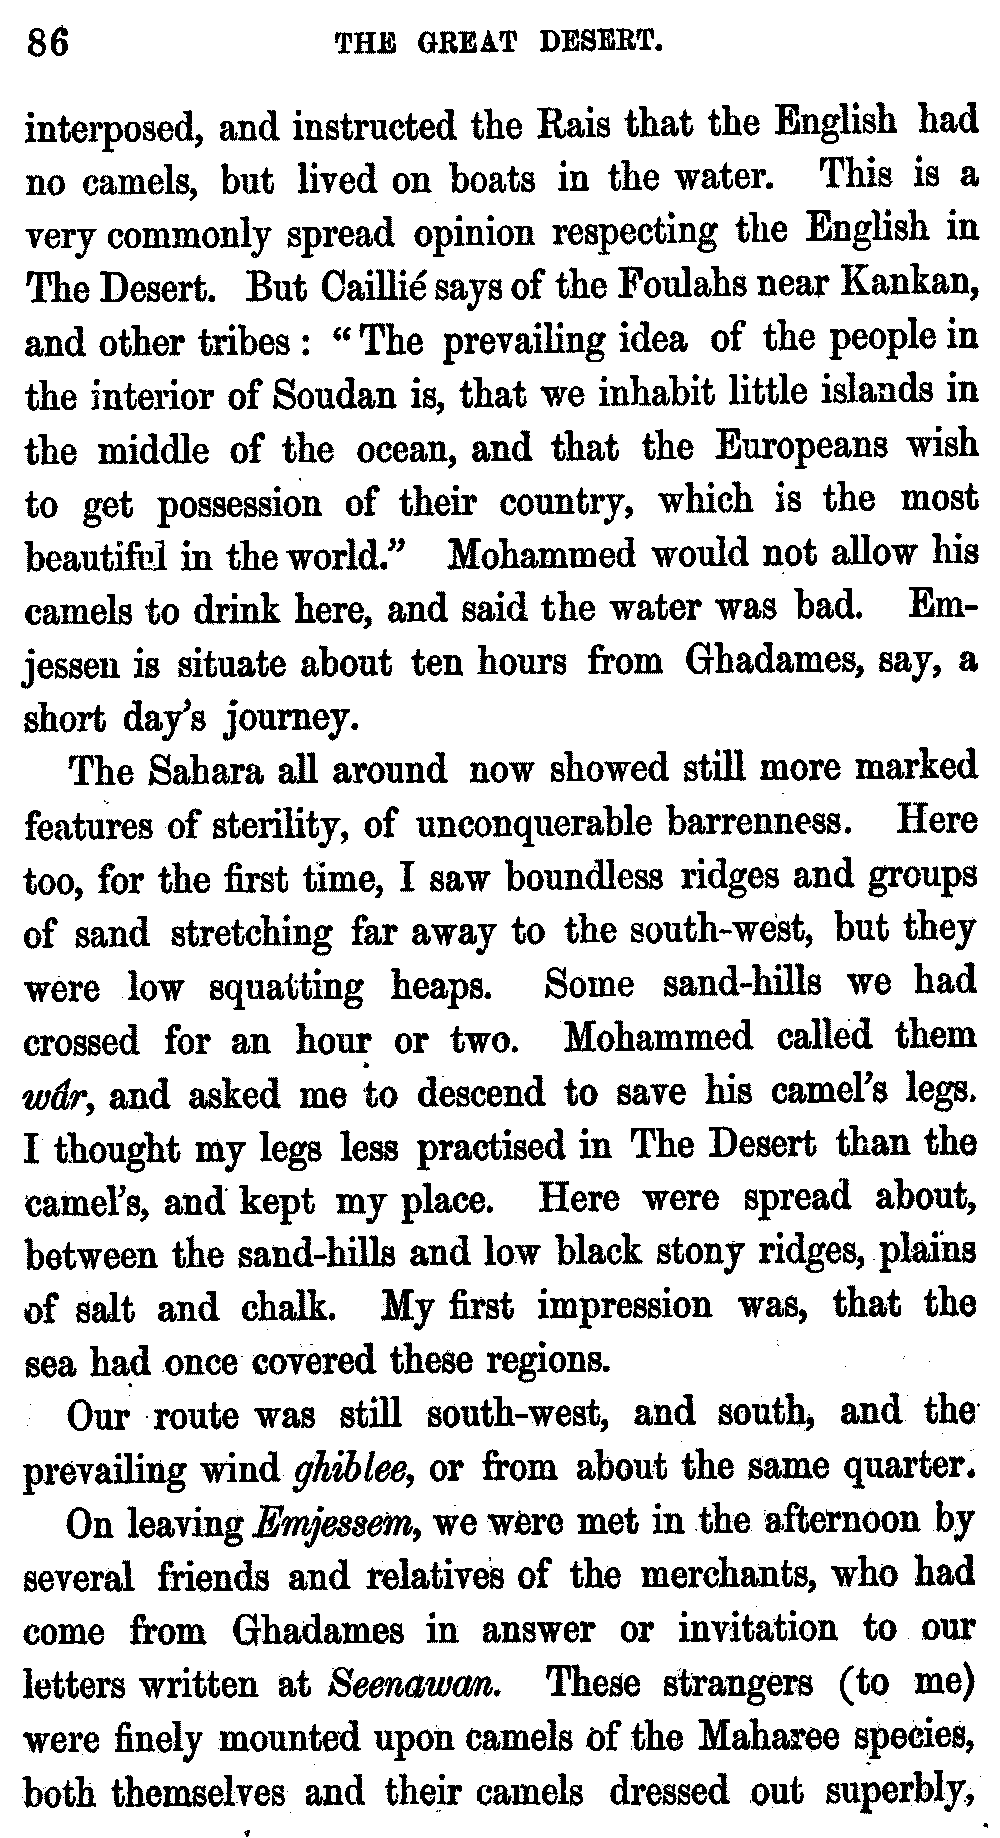 86 THE GREAT DESERT.
interposed, and instructed the Rais that the English had
no camels, but lived on boats in the water. This is a
very commonly spread opinion respecting the English in
The Desert. But Caillié says of the Foulahs near Kankan,
and other tribes : “ The prevailing idea of the people in
the interior of Soudan is, that we inhabit little islands in
the middle of the ocean, and that the Europeans wish
to get possession of their country, which is the most
beautiful in the world.” Mohammed would not allow his
camels to drink here, and said the water was bad. Em-
jessen is situate about ten hours from Ghadames, say, a
short day’s journey.
The Sahara all around now showed still more marked
features of sterility, of unconquerable barrenness. Here
too, for the first time, I saw boundless ridges and groups
of sand stretching far away to the south-west, but they
were low squatting heaps. Some sand-hills we had
crossed for an hour or two. Mohammed called them
wâr, and asked me to descend to save his camel’s legs.
I thought my legs less practised in The Desert than the
camel’s, and kept my place. Here were spread about,
between the sand-hills and low black stony ridges, plains
of salt and chalk. My first impression was, that the
sea had once covered these regions.
Our route was still south-west, and south, and the
prevailing wind ghiblee, or from about the same quarter.
On leaving Emjessem, we were met in the afternoon by
several friends and relatives of the merchants, who had
come from Ghadames in answer or invitation to our
letters written at Seenawan. These strangers (to me)
were finely mounted upon camels of the Maharee species,
both themselves and their camels dressed out superbly,